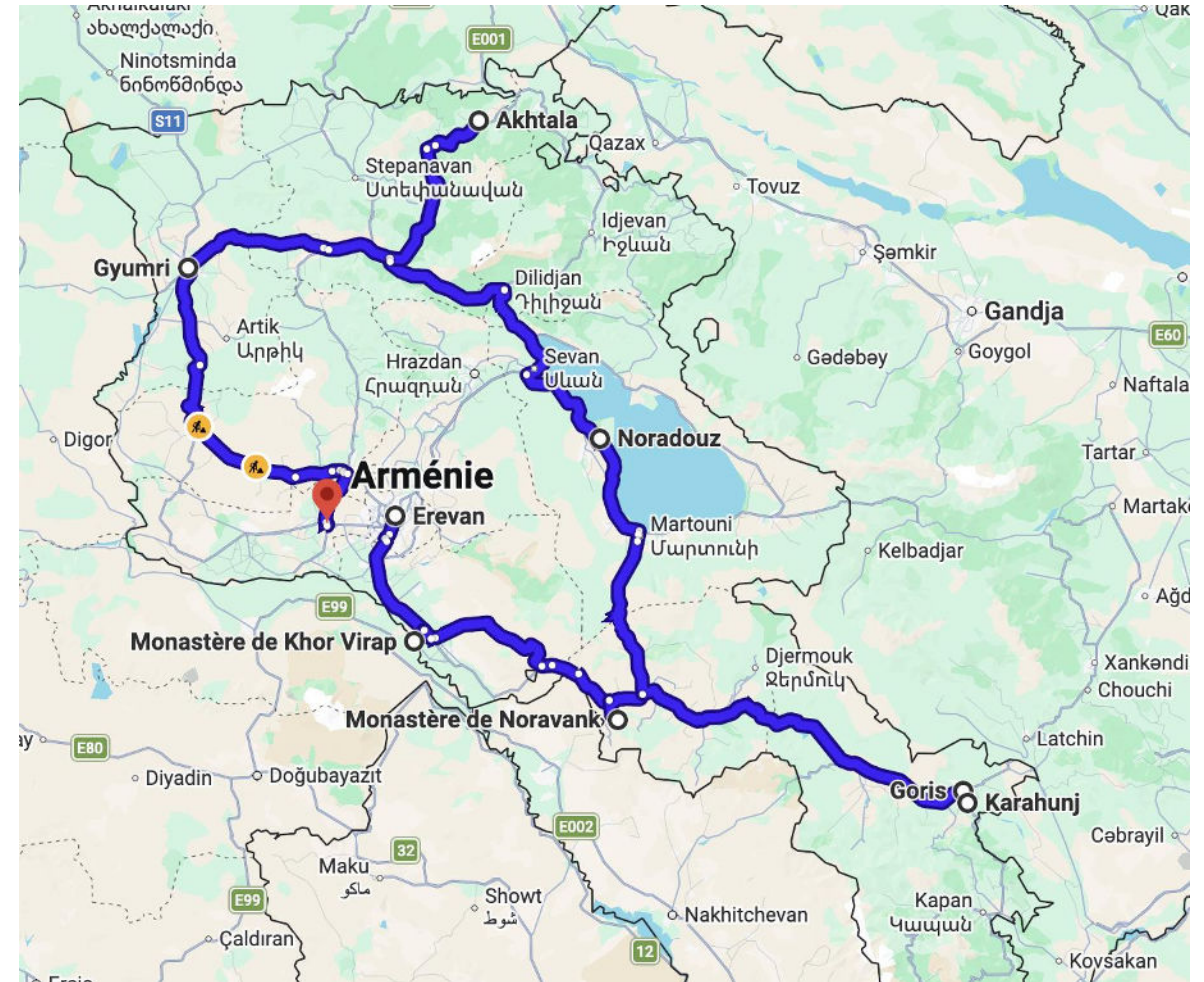 ახალქალაქი
Ninotsminda
ნინოწმინდა
S11
E001
Akhtala
Qazax
Stepanavan
Ստեփանավան
Tovuz
Idjevan
Իջևան
Şəmkir
Gyumri
Dilidjan
Դիլիջան
Gandja
Artik
Արթիկ
E60
Goygol
Gədəbəy
Hrazdan
Հրազդան
Sevan
Սևան
Naftala
Digor
Noradouz
Tartar
Arménie
Erevan
Martouni
Մարտունի
Martake
Kelbadjar
Ağd
E99
Monastère de Khor Virap
Djermouk
Ջերմուկ
Xankəndi
Chouchi
Monastère de Noravank
Latchin
E80
Diyadin
Doğubayazıt
Goris
Karahunj
E002
Cəbrayil
32
Maku
ماكو
Showt
شوط
E99
Nakhitchevan
Kapan
Կապան
Çaldıran
12
Kovsakan